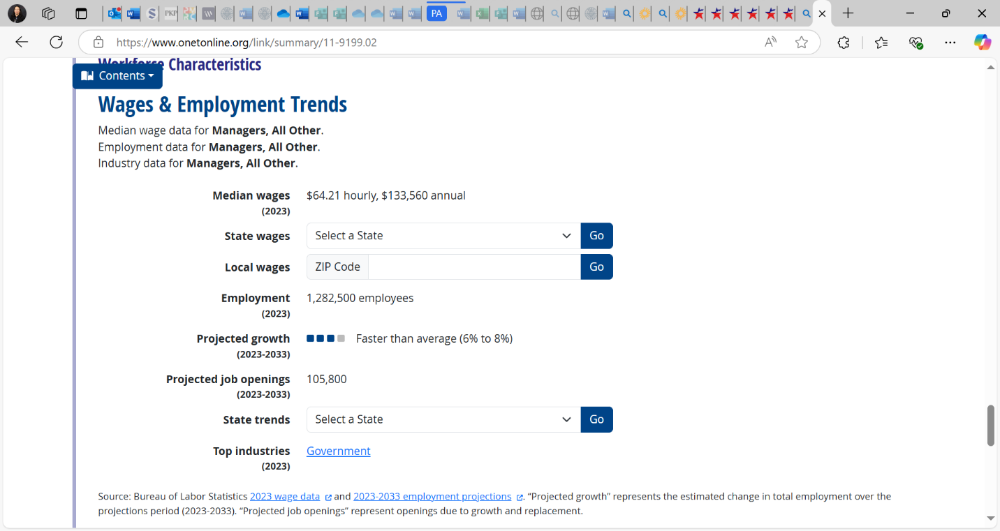 PKP
PA
https://www.onetonline.org/link/summary/11-9199.02
Workforce Characteristics
Contents
Wages & Employment Trends
Median wage data for Managers, All Other.
Employment data for Managers, All Other.
Industry data for Managers, All Other.
Median wages $64.21 hourly, $133,560 annual
(2023)
State wages Select a State Go
Local wages ZIP Code Go
Employment 1,282,500 employees
(2023)
Projected growth Faster than average (6% to 8%)
(2023-2033)
Projected job openings 105,800
(2023-2033)
State trends Select a State Go
Top industries Government
(2023)
Source: Bureau of Labor Statistics 2023 wage data and 2023-2033 employment projections. “Projected growth” represents the estimated change in total employment over the
projections period (2023-2033). “Projected job openings” represent openings due to growth and replacement.